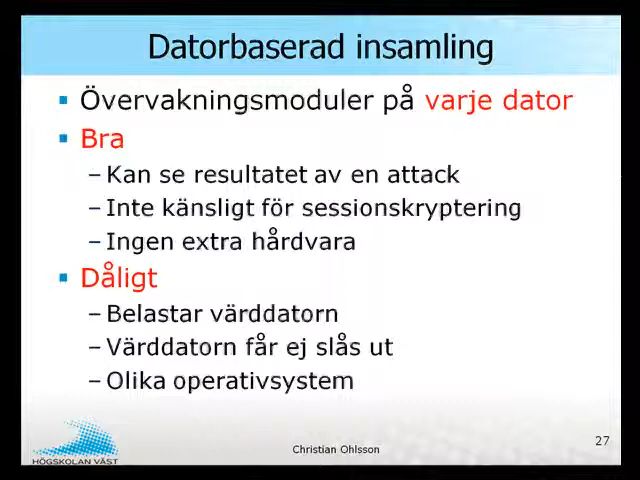 Datorbaserad insamling
Övervakningsmoduler på varje dator
Bra
– Kan se resultatet av en attack
– Inte känsligt för sessionskryptering
– Ingen extra hårdvara
Dåligt
– Belastar värddatorn
– Värddatorn får ej slås ut
– Olika operativsystem
HÖGSKOLAN VÄST
Christian Ohlsson
27